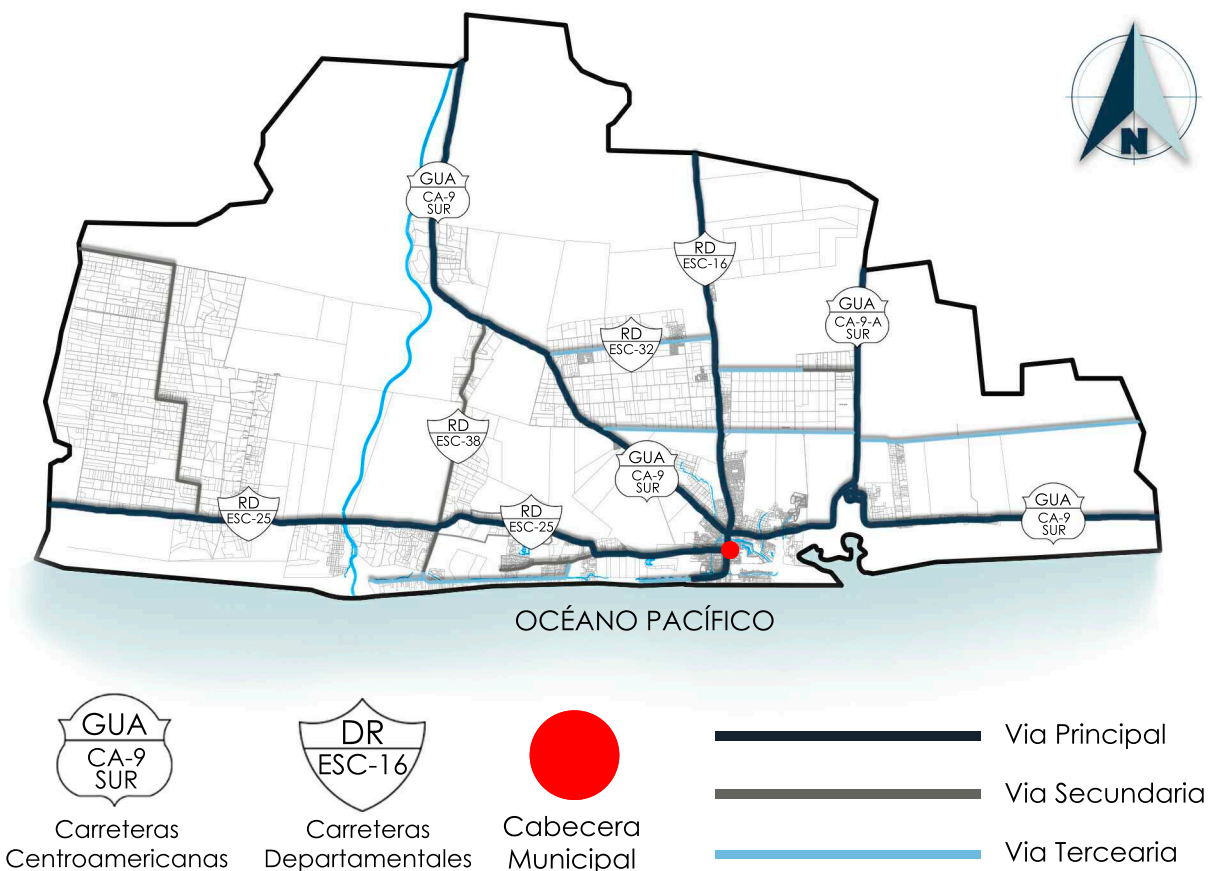 N
GUA
CA-9
SUR
RD
ESC-16
GUA
CA-9-A
SUR
RD
ESC-32
RD
ESC-38
GUA
CA-9
SUR
RD
ESC-25
RD
ESC-25
GUA
CA-9
SUR
OCÉANO PACÍFICO
GUA
CA-9
SUR
Carreteras
Centroamericanas
DR
ESC-16
Carreteras
Departamentales
Cabecera
Municipal
Via Principal
Via Secundaria
Via Tercearia